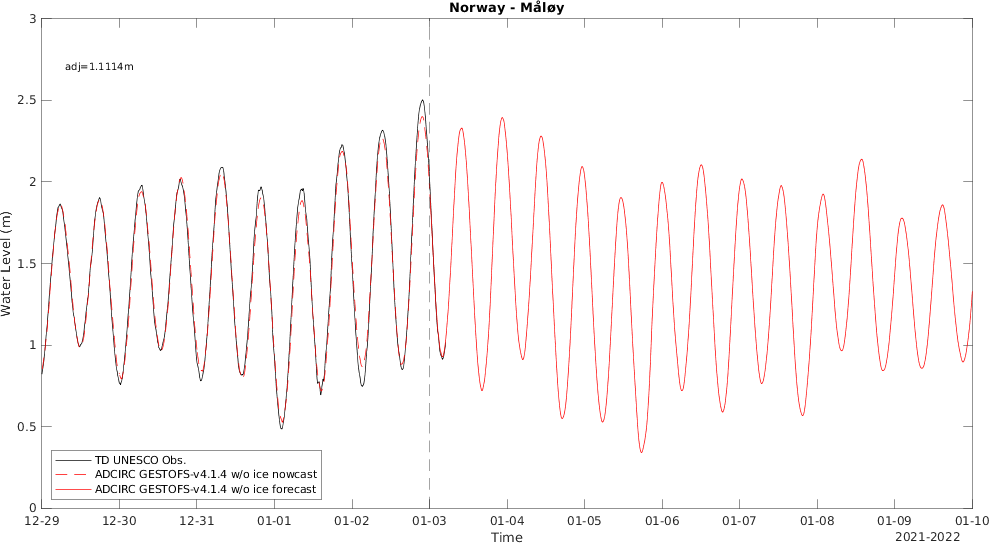 Norway - Måløy
adj=1.1114m
Water Level (m)
3
2.5
2
1.5
1
0.5
0
TD UNESCO Obs.
ADCIRC GESTOFS-v4.1.4 w/o ice nowcast
ADCIRC GESTOFS-v4.1.4 w/o ice forecast
12-29 12-30 12-31 01-01 01-02 01-03 01-04 01-05 01-06 01-07 01-08 01-09 01-10
Time
2021-2022